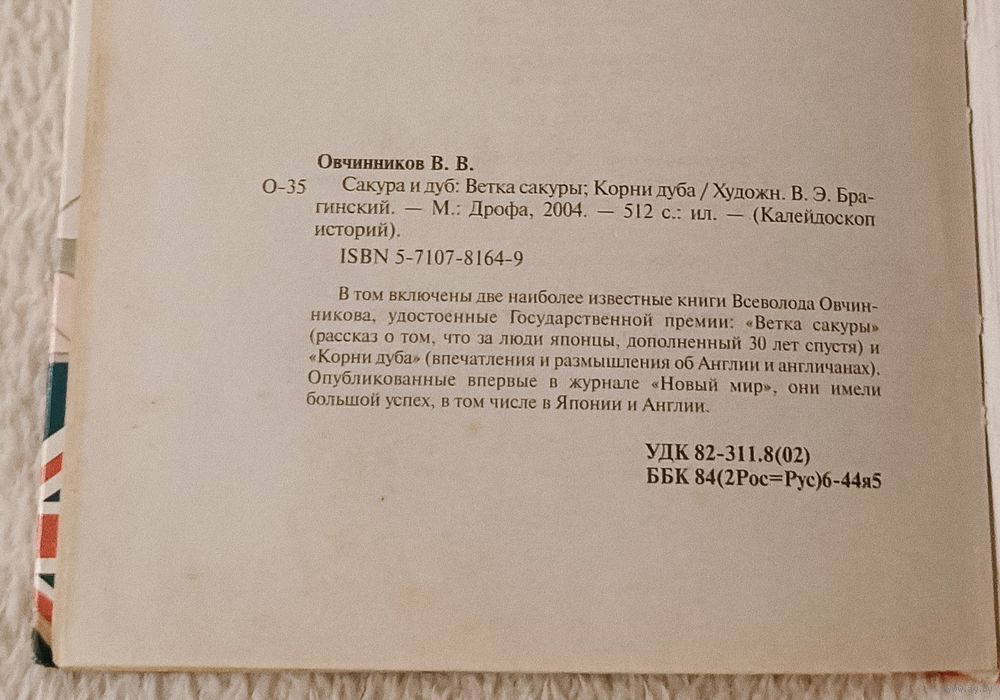 Овчинников В. В.
О–35 Сакура и дуб: Ветка сакуры; Корни дуба / Художн. В. Э. Бра-
гинский. — М.: Дрофа, 2004. — 512 с.: ил. — (Калейдоскоп
историй).
ISBN 5-7107-8164-9
В том включены две наиболее известные книги Всеволода Овчин-
никова, удостоенные Государственной премии: «Ветка сакуры»
(рассказ о том, что за люди японцы, дополненный 30 лет спустя) и
«Корни дуба» (впечатления и размышления об Англии и англичанах).
Опубликованные впервые в журнале «Новый мир», они имели
большой успех, в том числе в Японии и Англии.
УДК 82-311.8(02)
ББК 84(2Рос=Рус)6-44я5